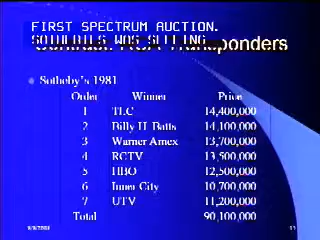 FIRST SPECTRUM AUCTION.
SOTHEBIES WAS SELLING
Contrast: RCA Transponders
Sotheby's 1981
Order Winner Price
1 TLC 14,400,000
2 Billy H. Batts 14,100,000
3 Warner Amex 13,700,000
4 RCTV 13,500,000
5 HBO 12,500,000
6 Inner City 10,700,000
7 UTV 11,200,000
Total 90,100,000